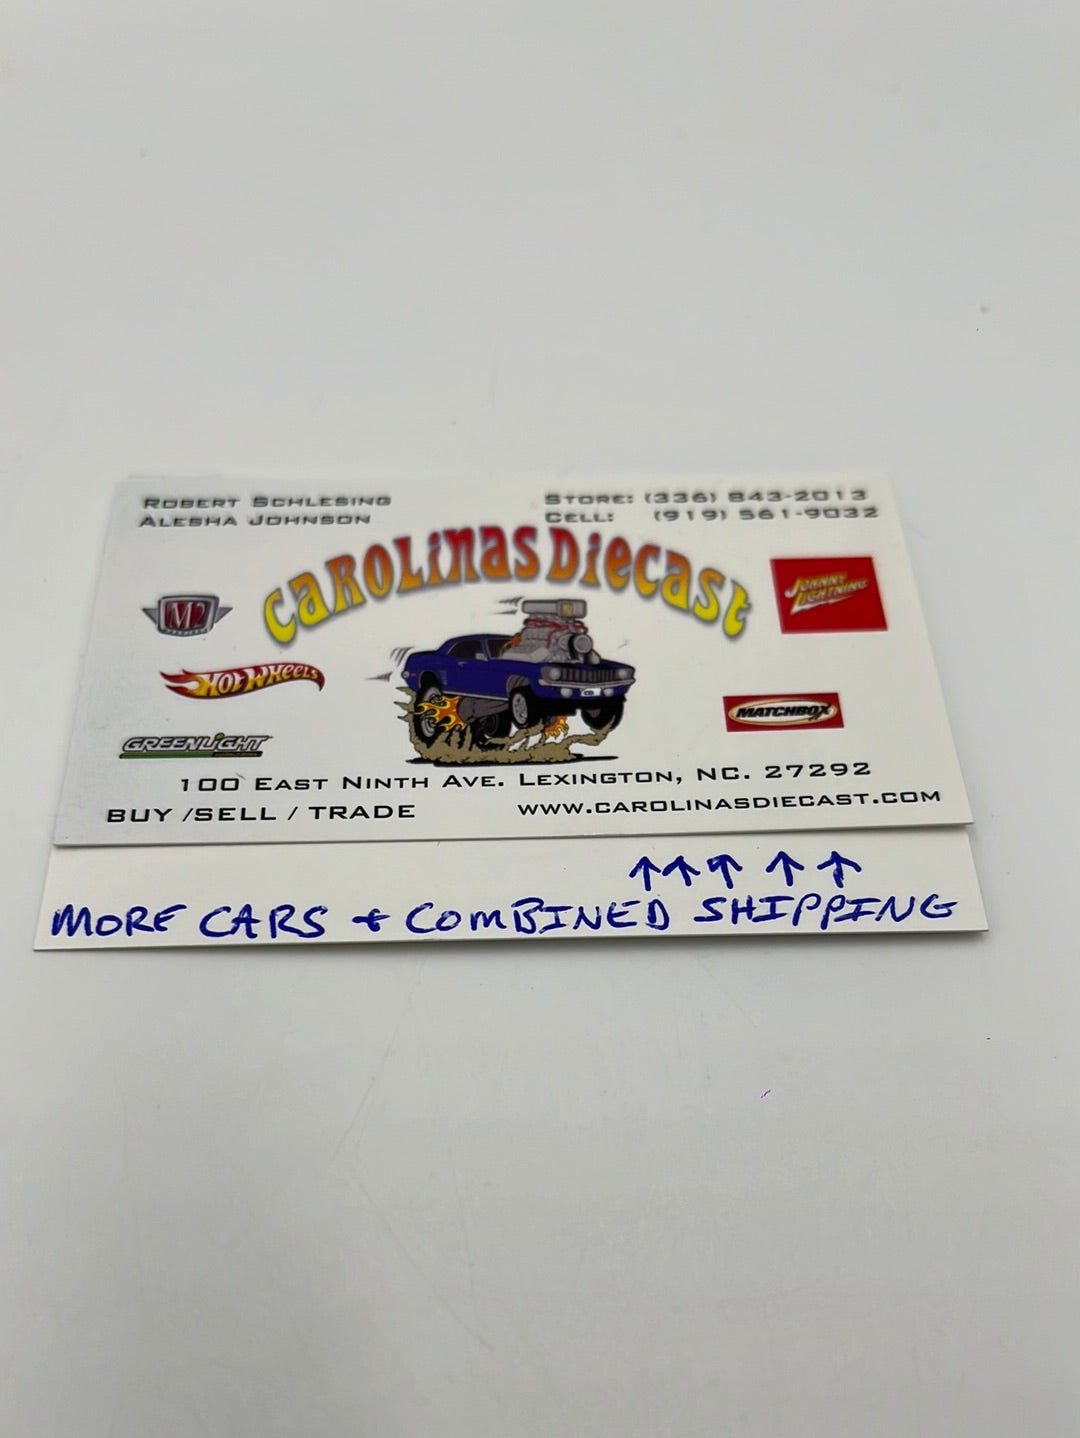 ROBERT SCHLESING
ALESHA JOHNSON
STORE: (336) 843-2013
CELL: (919) 561-9032
CAROLINAS DIECAST
M2
HOT WHEELS
GREENLIGHT
JOHNNY LIGHTNING
MATCHBOX
100 EAST NINTH AVE. LEXINGTON, NC. 27292
BUY /SELL / TRADE
WWW.CAROLINASDIECAST.COM
↑↑↑ ↑ ↑
MORE CARS + COMBINED SHIPPING